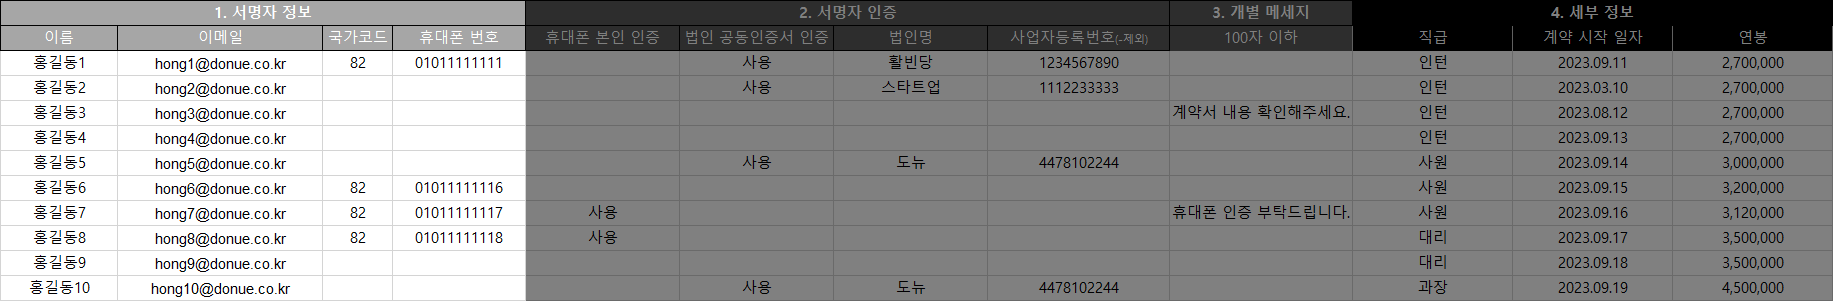 1. 서명자 정보 2. 서명자 인증 3. 개별 메세지 4. 세부 정보
이름 이메일 국가코드 휴대폰 번호 휴대폰 본인 인증 법인 공동인증서 인증 법인명 사업자등록번호(-제외) 100자 이하 직급 계약 시작 일자 연봉
홍길동1 hong1@donue.co.kr 82 01011111111 사용 활빈당 1234567890 인턴 2023.09.11 2,700,000
홍길동2 hong2@donue.co.kr 사용 스타트업 1112233333 인턴 2023.03.10 2,700,000
홍길동3 hong3@donue.co.kr 계약서 내용 확인해주세요. 인턴 2023.08.12 2,700,000
홍길동4 hong4@donue.co.kr 인턴 2023.09.13 2,700,000
홍길동5 hong5@donue.co.kr 사용 도뉴 4478102244 사원 2023.09.14 3,000,000
홍길동6 hong6@donue.co.kr 82 01011111116 사원 2023.09.15 3,200,000
홍길동7 hong7@donue.co.kr 82 01011111117 사용 휴대폰 인증 부탁드립니다. 사원 2023.09.16 3,120,000
홍길동8 hong8@donue.co.kr 82 01011111118 사용 대리 2023.09.17 3,500,000
홍길동9 hong9@donue.co.kr 대리 2023.09.18 3,500,000
홍길동10 hong10@donue.co.kr 사용 도뉴 4478102244 과장 2023.09.19 4,500,000